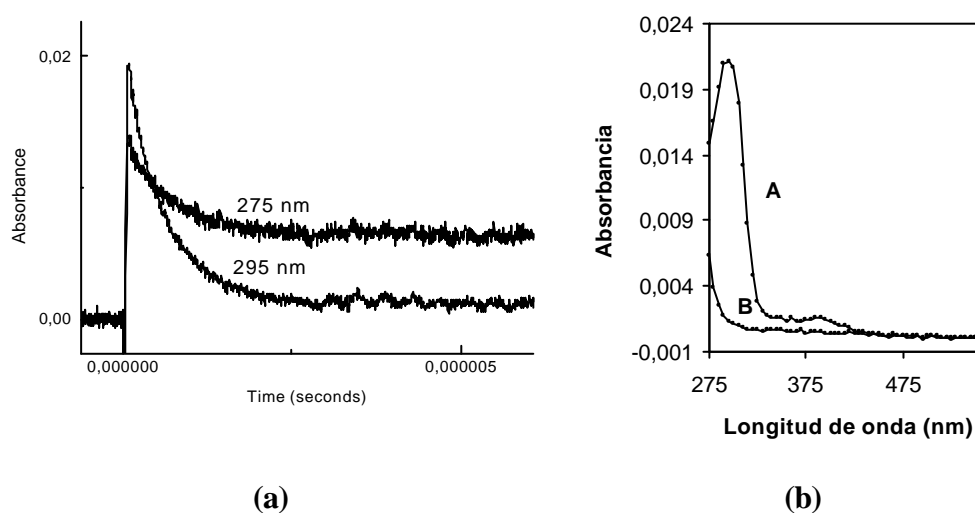 0,02
0,00
Absorbance
275 nm
295 nm
0,000000
0,000005
Time (seconds)
(a)
0,024
0,019
0,014
0,009
0,004
-0,001
Absorbancia
A
B
275
375
475
Longitud de onda (nm)
(b)